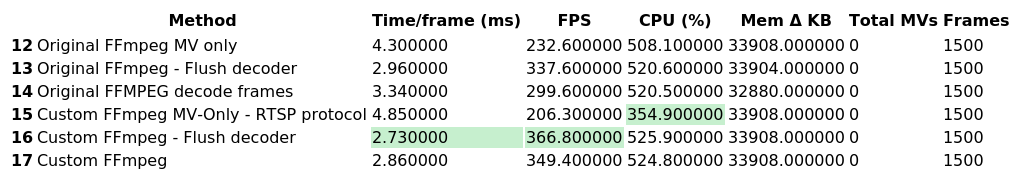 Method Time/frame (ms) FPS CPU (%) Mem Δ KB Total MVs Frames
12 Original FFmpeg MV only 4.300000 232.600000 508.100000 33908.000000 0 1500
13 Original FFmpeg - Flush decoder 2.960000 337.600000 520.600000 33904.000000 0 1500
14 Original FFMPEG decode frames 3.340000 299.600000 520.500000 32880.000000 0 1500
15 Custom FFmpeg MV-Only - RTSP protocol 4.850000 206.300000 354.900000 33908.000000 0 1500
16 Custom FFmpeg - Flush decoder 2.730000 366.800000 525.900000 33908.000000 0 1500
17 Custom FFmpeg 2.860000 349.400000 524.800000 33908.000000 0 1500